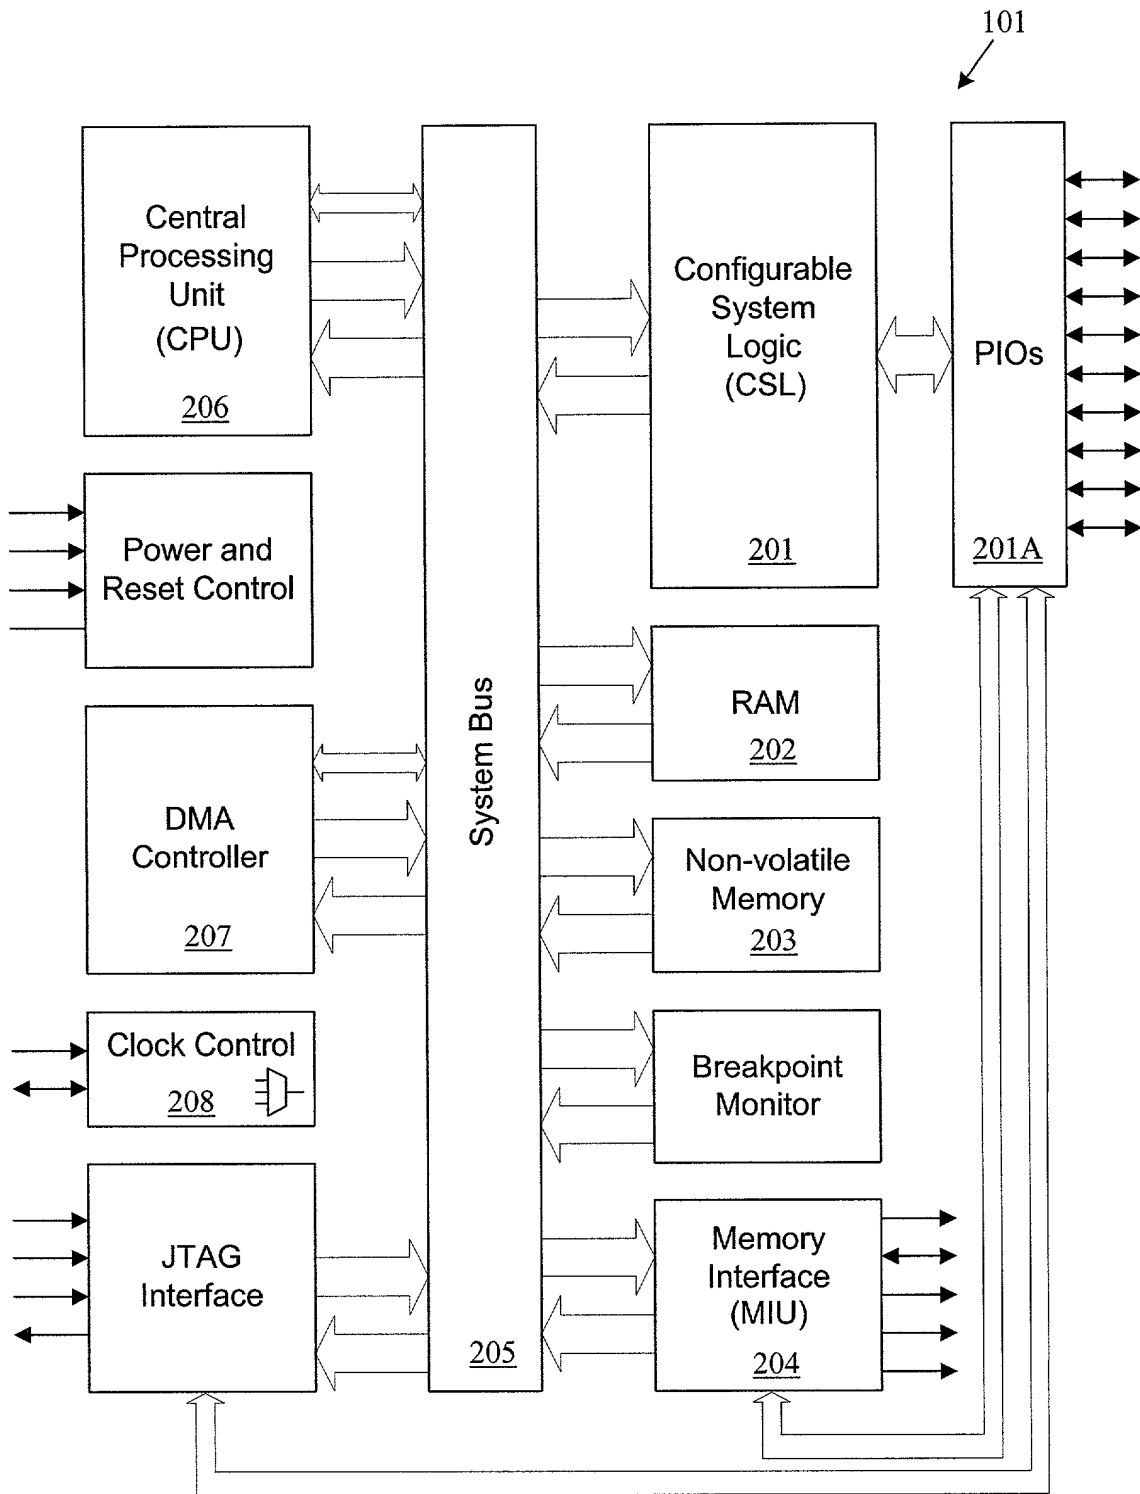 101
Central
Processing
Unit
(CPU)
206
Power and
Reset Control
DMA
Controller
207
Clock Control
208
JTAG
Interface
System Bus
205
Configurable
System
Logic
(CSL)
201
PIOs
201A
RAM
202
Non-volatile
Memory
203
Breakpoint
Monitor
Memory
Interface
(MIU)
204